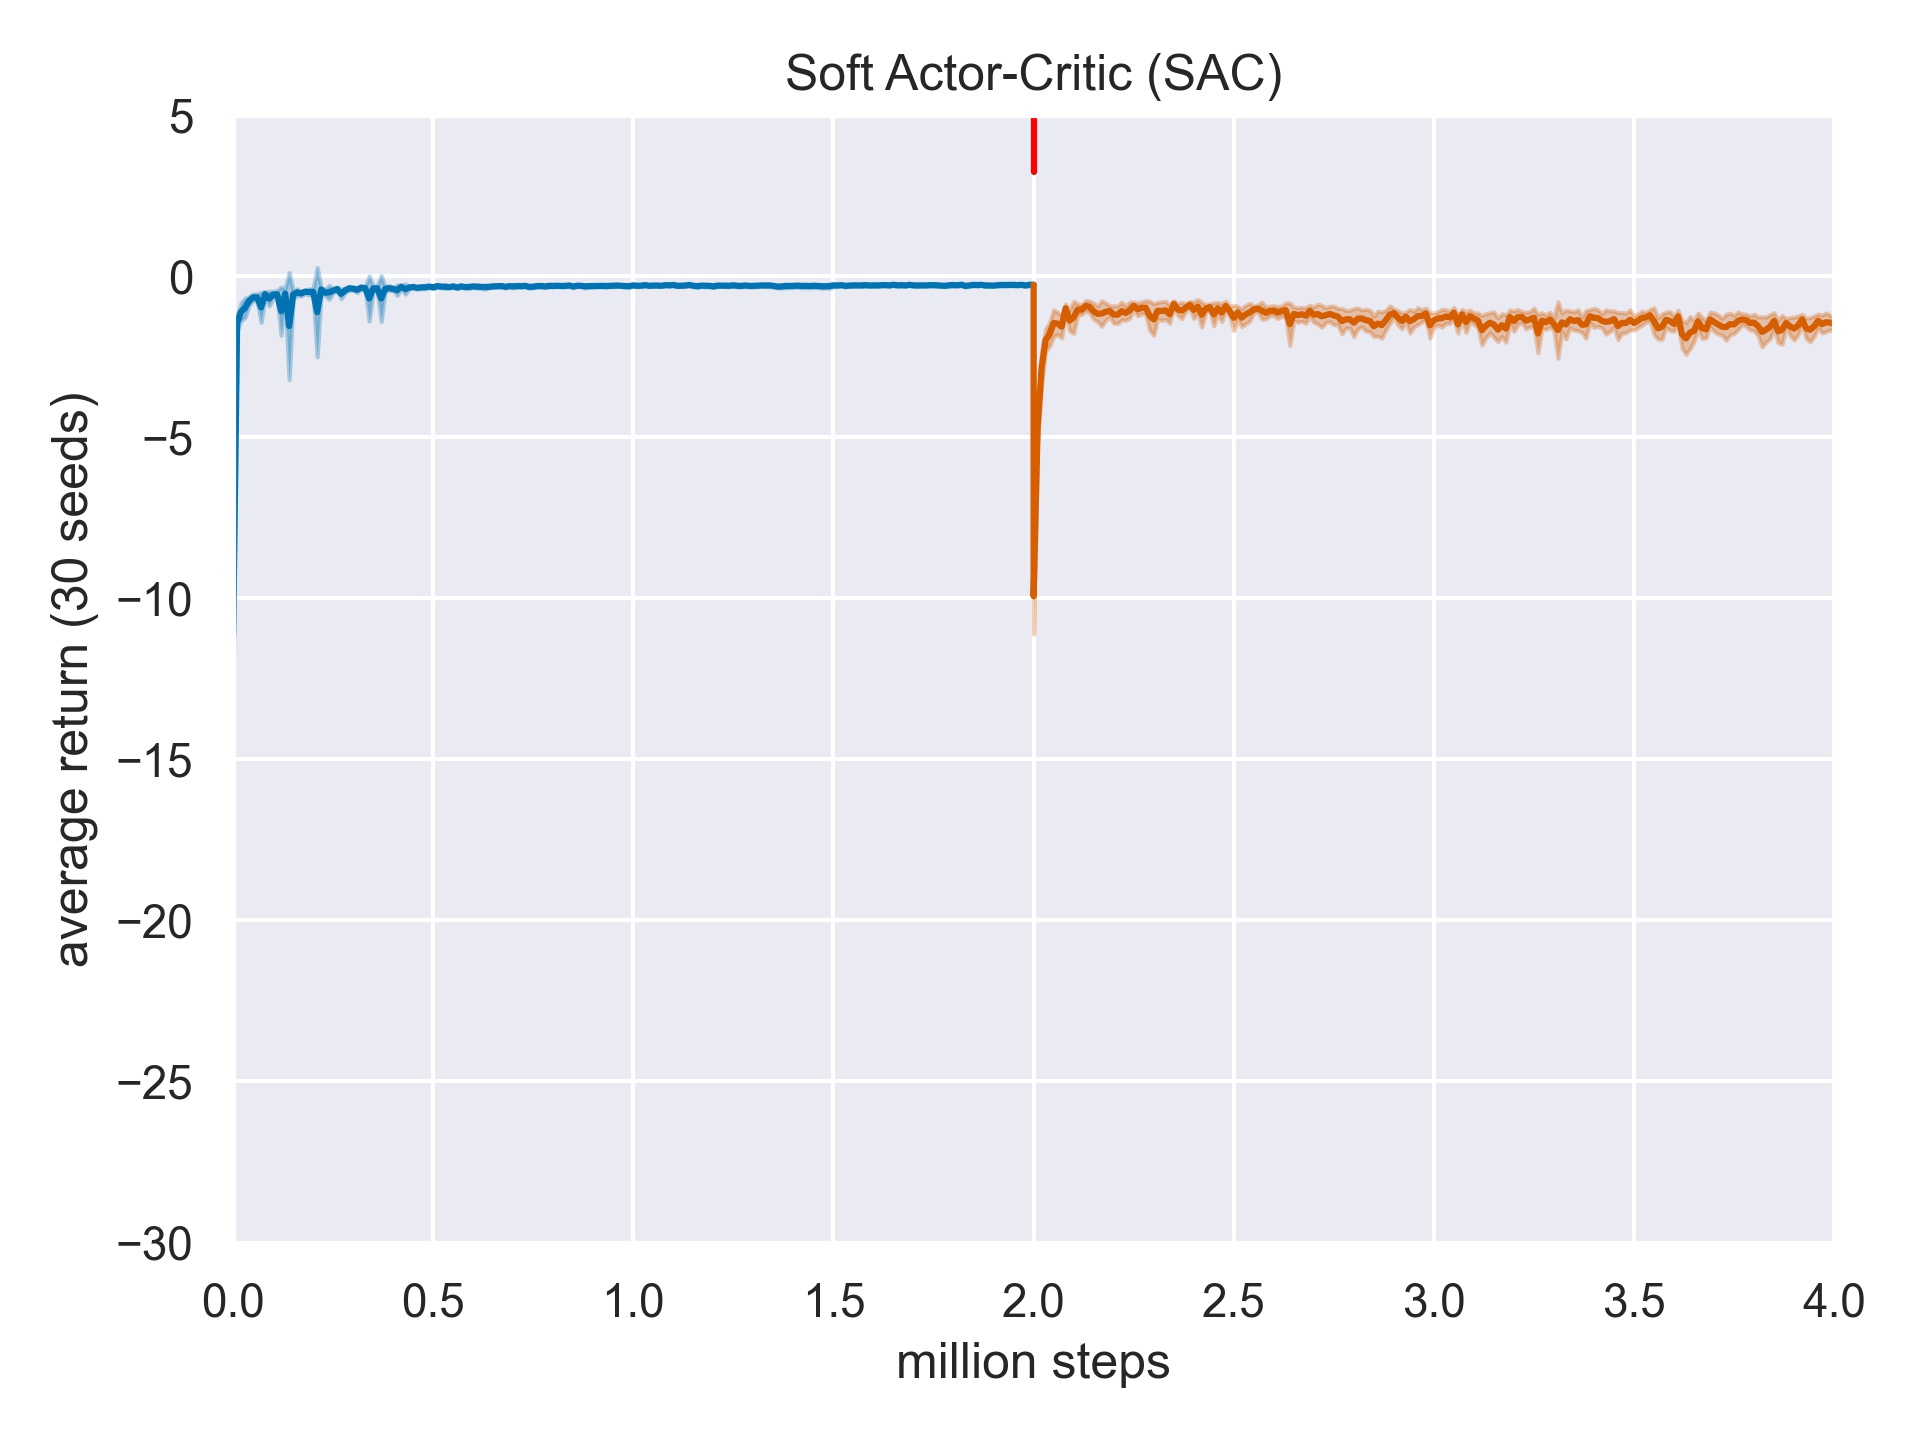 Soft Actor-Critic (SAC)
5
0
−5
−10
−15
−20
−25
−30
average return (30 seeds)
0.0 0.5 1.0 1.5 2.0 2.5 3.0 3.5 4.0
million steps